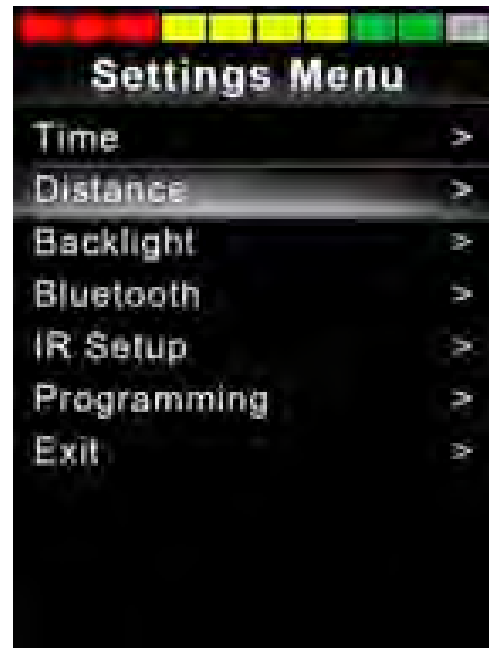 Settings Menu
Time >
Distance >
Backlight >
Bluetooth >
IR Setup >
Programming >
Exit >